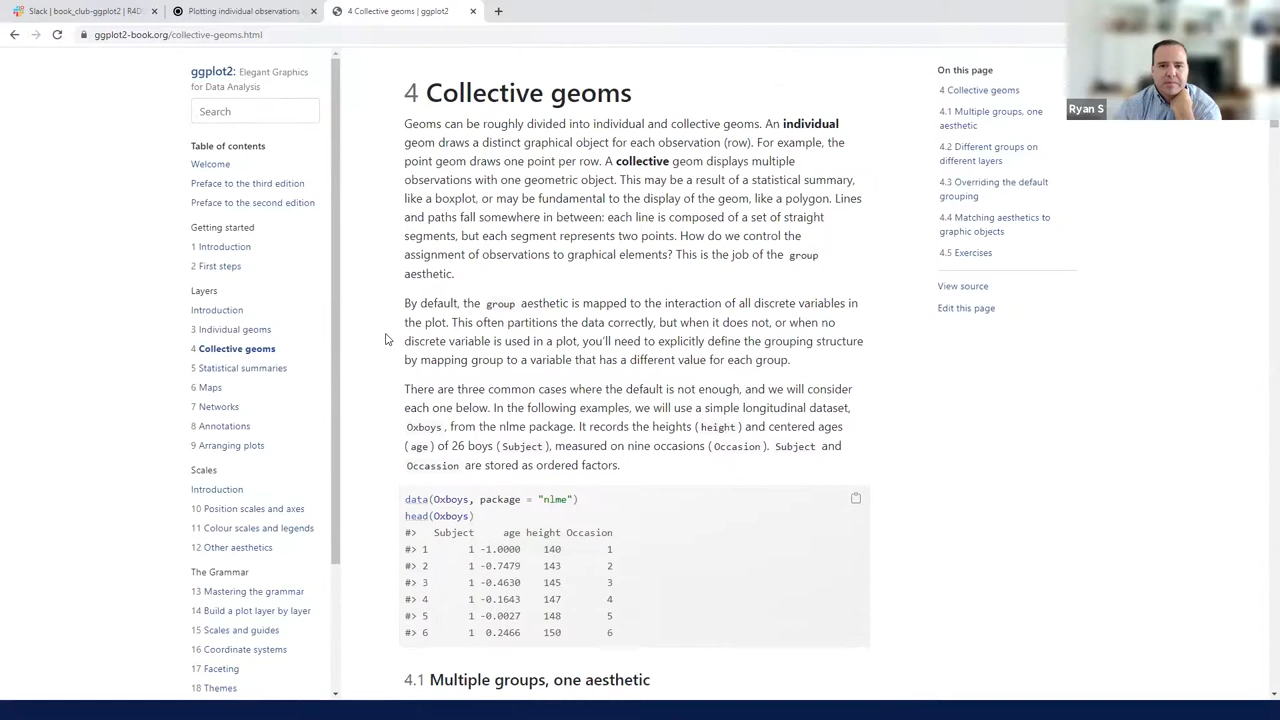 Slack | book_club-ggplot2 | R4D
Plotting individual observations
4 Collective geoms | ggplot2
ggplot2-book.org/collective-geoms.html
Ryan S
ggplot2: Elegant Graphics
for Data Analysis
Search
Table of contents
Welcome
Preface to the third edition
Preface to the second edition
Getting started
1 Introduction
2 First steps
Layers
Introduction
3 Individual geoms
4 Collective geoms
5 Statistical summaries
6 Maps
7 Networks
8 Annotations
9 Arranging plots
Scales
Introduction
10 Position scales and axes
11 Colour scales and legends
12 Other aesthetics
The Grammar
13 Mastering the grammar
14 Build a plot layer by layer
15 Scales and guides
16 Coordinate systems
17 Faceting
18 Themes
4 Collective geoms
Geoms can be roughly divided into individual and collective geoms. An individual
geom draws a distinct graphical object for each observation (row). For example, the
point geom draws one point per row. A collective geom displays multiple
observations with one geometric object. This may be a result of a statistical summary,
like a boxplot, or may be fundamental to the display of the geom, like a polygon. Lines
and paths fall somewhere in between: each line is composed of a set of straight
segments, but each segment represents two points. How do we control the
assignment of observations to graphical elements? This is the job of the group
aesthetic.
By default, the group aesthetic is mapped to the interaction of all discrete variables in
the plot. This often partitions the data correctly, but when it does not, or when no
discrete variable is used in a plot, you'll need to explicitly define the grouping structure
by mapping group to a variable that has a different value for each group.
There are three common cases where the default is not enough, and we will consider
each one below. In the following examples, we will use a simple longitudinal dataset,
Oxboys, from the nlme package. It records the heights (height) and centered ages
(age) of 26 boys (Subject), measured on nine occasions (Occasion). Subject and
Occassion are stored as ordered factors.
data(Oxboys, package = "nlme")
head(Oxboys)
#> Subject age height Occasion
#> 1 1 -1.0000 140 1
#> 2 1 -0.7479 143 2
#> 3 1 -0.4630 145 3
#> 4 1 -0.1643 147 4
#> 5 1 -0.0027 148 5
#> 6 1 0.2466 150 6
4.1 Multiple groups, one aesthetic
On this page
4 Collective geoms
4.1 Multiple groups, one
aesthetic
4.2 Different groups on
different layers
4.3 Overriding the default
grouping
4.4 Matching aesthetics to
graphic objects
4.5 Exercises
View source
Edit this page